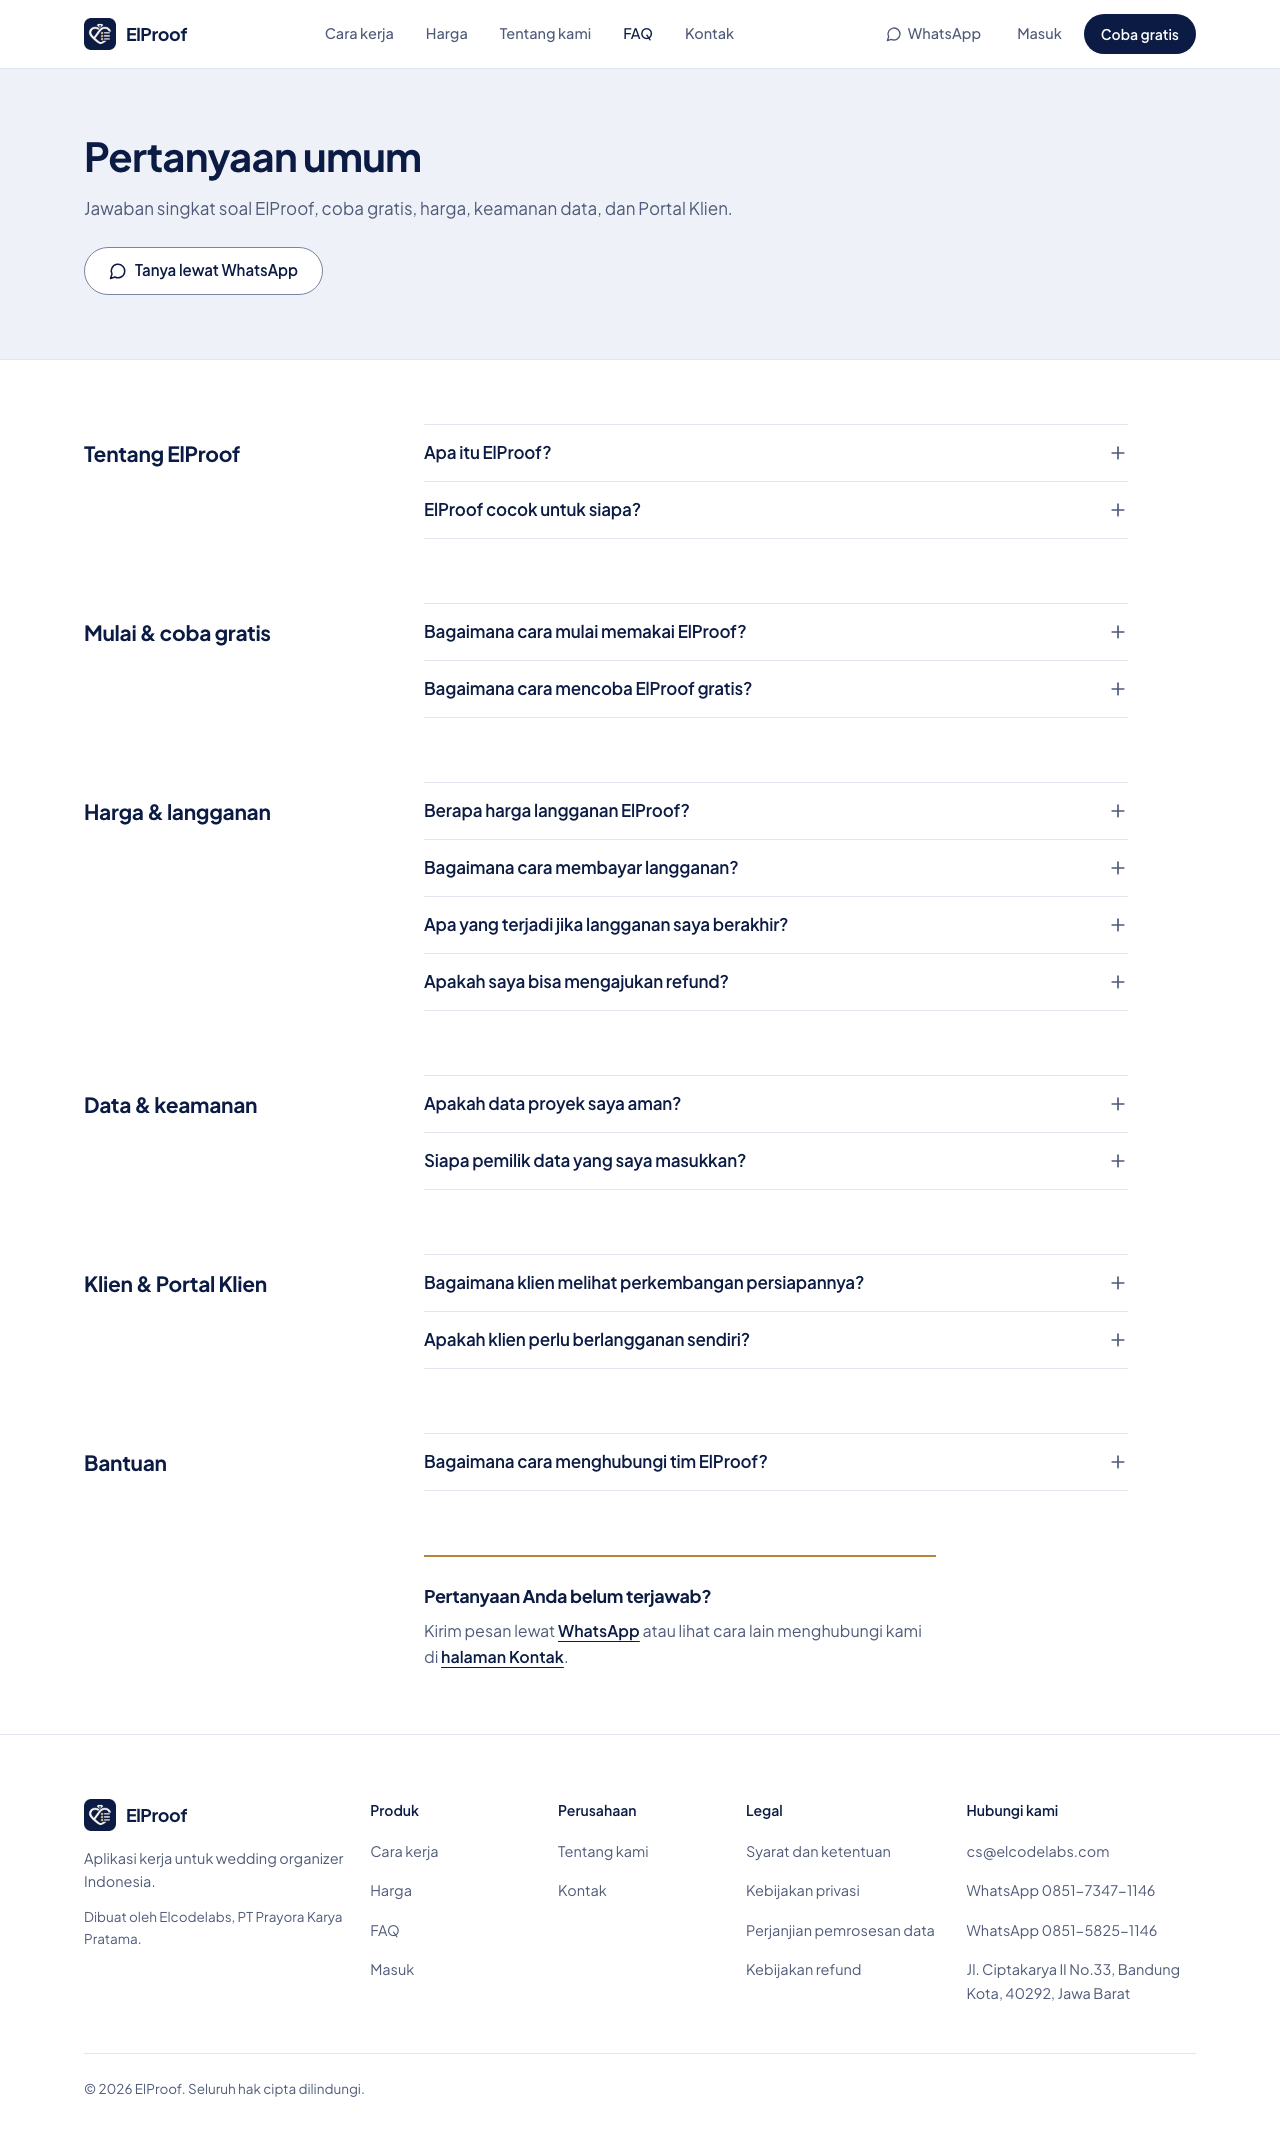 ElProof
Cara kerja
Harga
Tentang kami
FAQ
Kontak
WhatsApp
Masuk
Coba gratis
Pertanyaan umum
Jawaban singkat soal ElProof, coba gratis, harga, keamanan data, dan Portal Klien.
Tanya lewat WhatsApp
Tentang ElProof
Apa itu ElProof?
ElProof cocok untuk siapa?
Mulai & coba gratis
Bagaimana cara mulai memakai ElProof?
Bagaimana cara mencoba ElProof gratis?
Harga & langganan
Berapa harga langganan ElProof?
Bagaimana cara membayar langganan?
Apa yang terjadi jika langganan saya berakhir?
Apakah saya bisa mengajukan refund?
Data & keamanan
Apakah data proyek saya aman?
Siapa pemilik data yang saya masukkan?
Klien & Portal Klien
Bagaimana klien melihat perkembangan persiapannya?
Apakah klien perlu berlangganan sendiri?
Bantuan
Bagaimana cara menghubungi tim ElProof?
Pertanyaan Anda belum terjawab?
Kirim pesan lewat WhatsApp atau lihat cara lain menghubungi kami
di halaman Kontak.
ElProof
Aplikasi kerja untuk wedding organizer
Indonesia.
Dibuat oleh Elcodelabs, PT Prayora Karya
Pratama.
Produk
Cara kerja
Harga
FAQ
Masuk
Perusahaan
Tentang kami
Kontak
Legal
Syarat dan ketentuan
Kebijakan privasi
Perjanjian pemrosesan data
Kebijakan refund
Hubungi kami
cs@elcodelabs.com
WhatsApp 0851-7347-1146
WhatsApp 0851-5825-1146
Jl. Ciptakarya II No.33, Bandung
Kota, 40292, Jawa Barat
© 2026 ElProof. Seluruh hak cipta dilindungi.